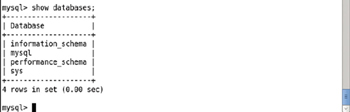 mysql> show databases;
+--------------------+
| Database           |
+--------------------+
| information_schema |
| mysql              |
| performance_schema |
| sys                |
+--------------------+
4 rows in set (0.00 sec)
mysql>